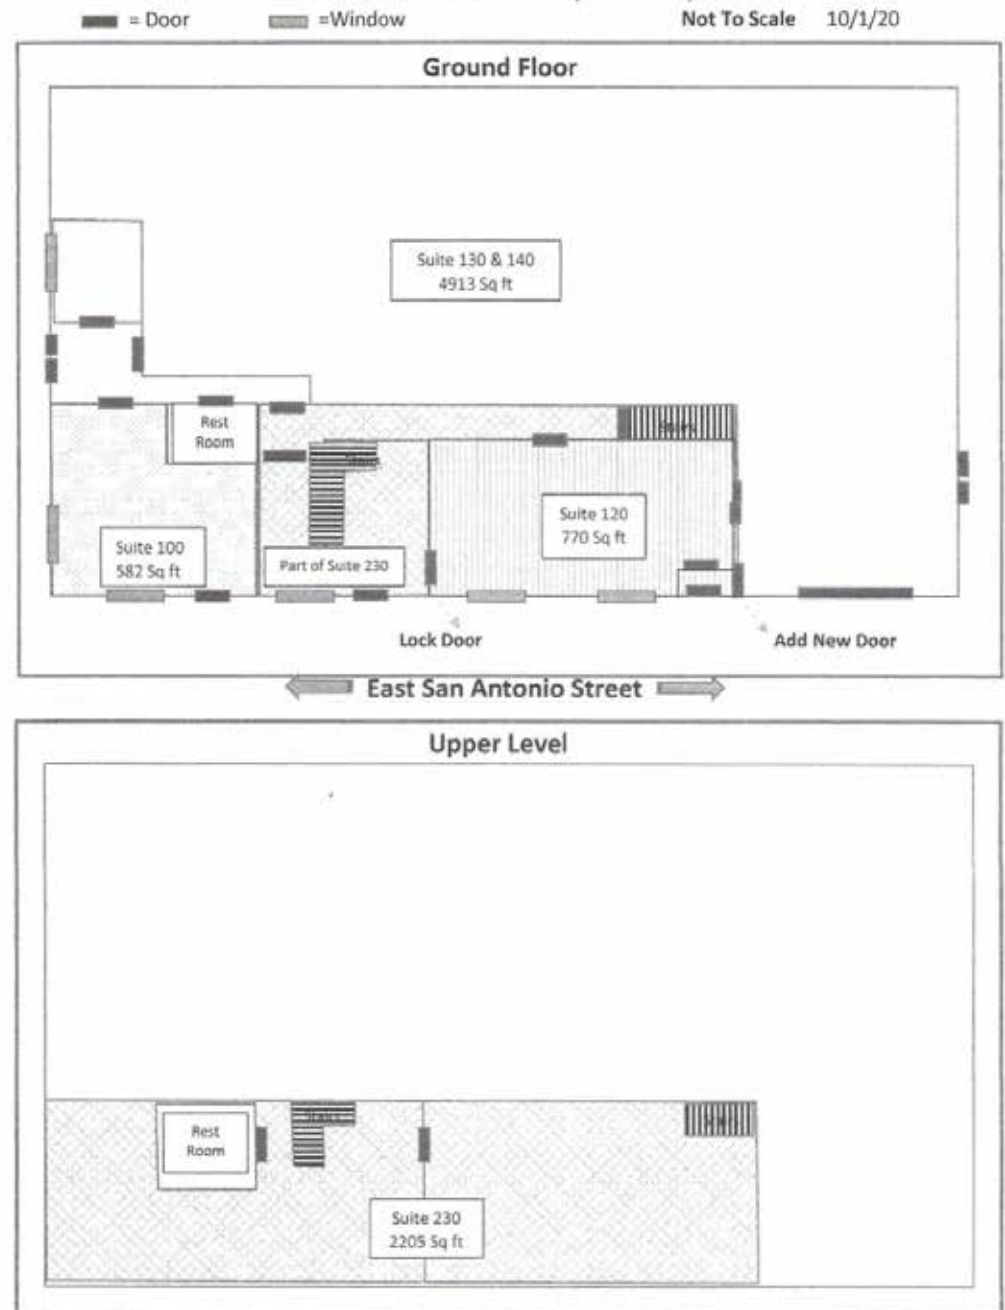 = Door
=Window
Not To Scale 10/1/20
Ground Floor
Suite 130 & 140
4913 Sq ft
Rest
Room
Stairs
Stairs
Suite 120
770 Sq ft
Suite 100
582 Sq ft
Part of Suite 230
Lock Door
Add New Door
East San Antonio Street
Upper Level
Rest
Room
Stairs
Suite 230
2205 Sq ft